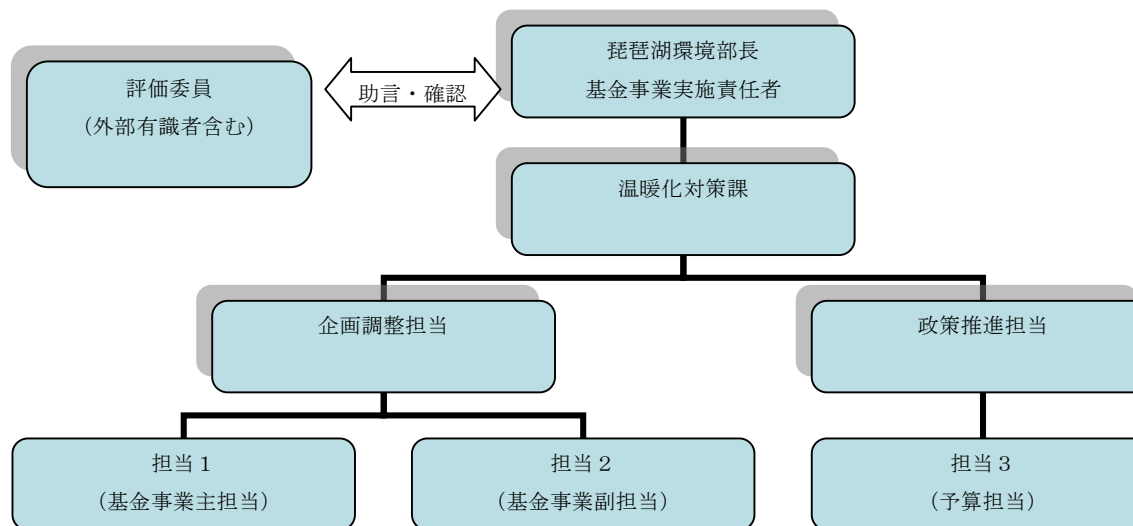 琵琶湖環境部長
基金事業実施責任者
評価委員
（外部有識者含む）
助言・確認
温暖化対策課
企画調整担当
政策推進担当
担当１
（基金事業主担当）
担当２
（基金事業副担当）
担当３
（予算担当）